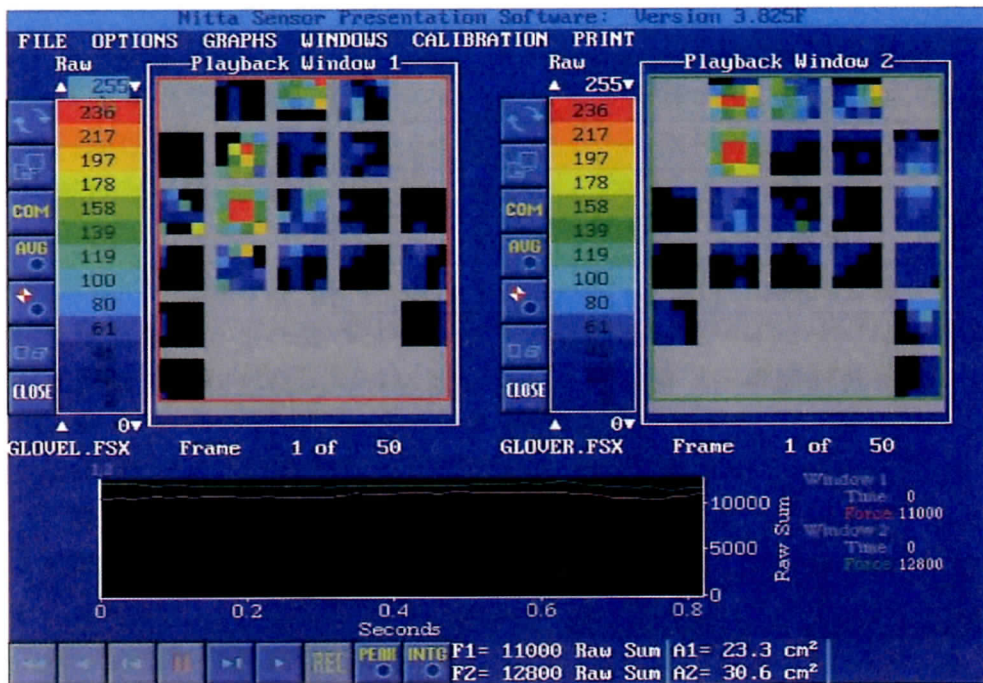 Nitta Sensor Presentation Software: Version 3.825F
FILE OPTIONS GRAPHS WINDOWS CALIBRATION PRINT
Raw
255
236
217
197
178
158
139
119
100
80
61
0
COM
AVG
CLOSE
Playback Window 1
GLOVEL.FSX Frame 1 of 50
Raw
255
236
217
197
178
158
139
119
100
80
61
0
COM
AVG
CLOSE
Playback Window 2
GLOVER.FSX Frame 1 of 50
10000
5000
0
Raw Sum
0 0.2 0.4 0.6 0.8
Seconds
Window 1
Time: 0
Force: 11000
Window 2
Time: 0
Force: 12800
REC PEAK INTG
F1= 11000 Raw Sum A1= 23.3 cm²
F2= 12800 Raw Sum A2= 30.6 cm²